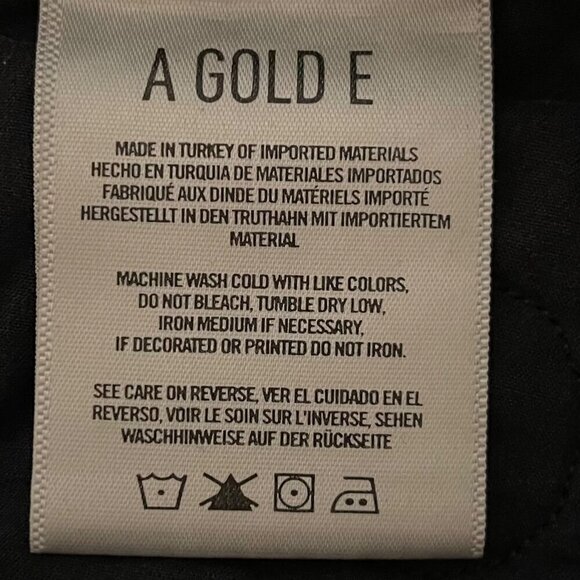 A GOLD E
MADE IN TURKEY OF IMPORTED MATERIALS
HECHO EN TURQUIA DE MATERIALES IMPORTADOS
FABRIQUÉ AUX DINDE DU MATÉRIELS IMPORTÉ
HERGESTELLT IN DEN TRUTHAHN MIT IMPORTIERTEM
MATERIAL
MACHINE WASH COLD WITH LIKE COLORS,
DO NOT BLEACH, TUMBLE DRY LOW,
IRON MEDIUM IF NECESSARY,
IF DECORATED OR PRINTED DO NOT IRON.
SEE CARE ON REVERSE, VER EL CUIDADO EN EL
REVERSO, VOIR LE SOIN SUR L'INVERSE, SEHEN
WASCHHINWEISE AUF DER RÜCKSEITE